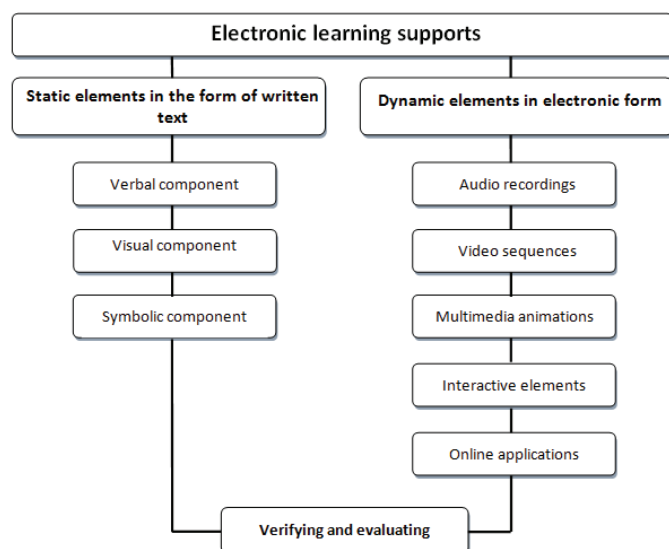 Electronic learning supports
Static elements in the form of written
text
Verbal component
Visual component
Symbolic component
Dynamic elements in electronic form
Audio recordings
Video sequences
Multimedia animations
Interactive elements
Online applications
Verifying and evaluating